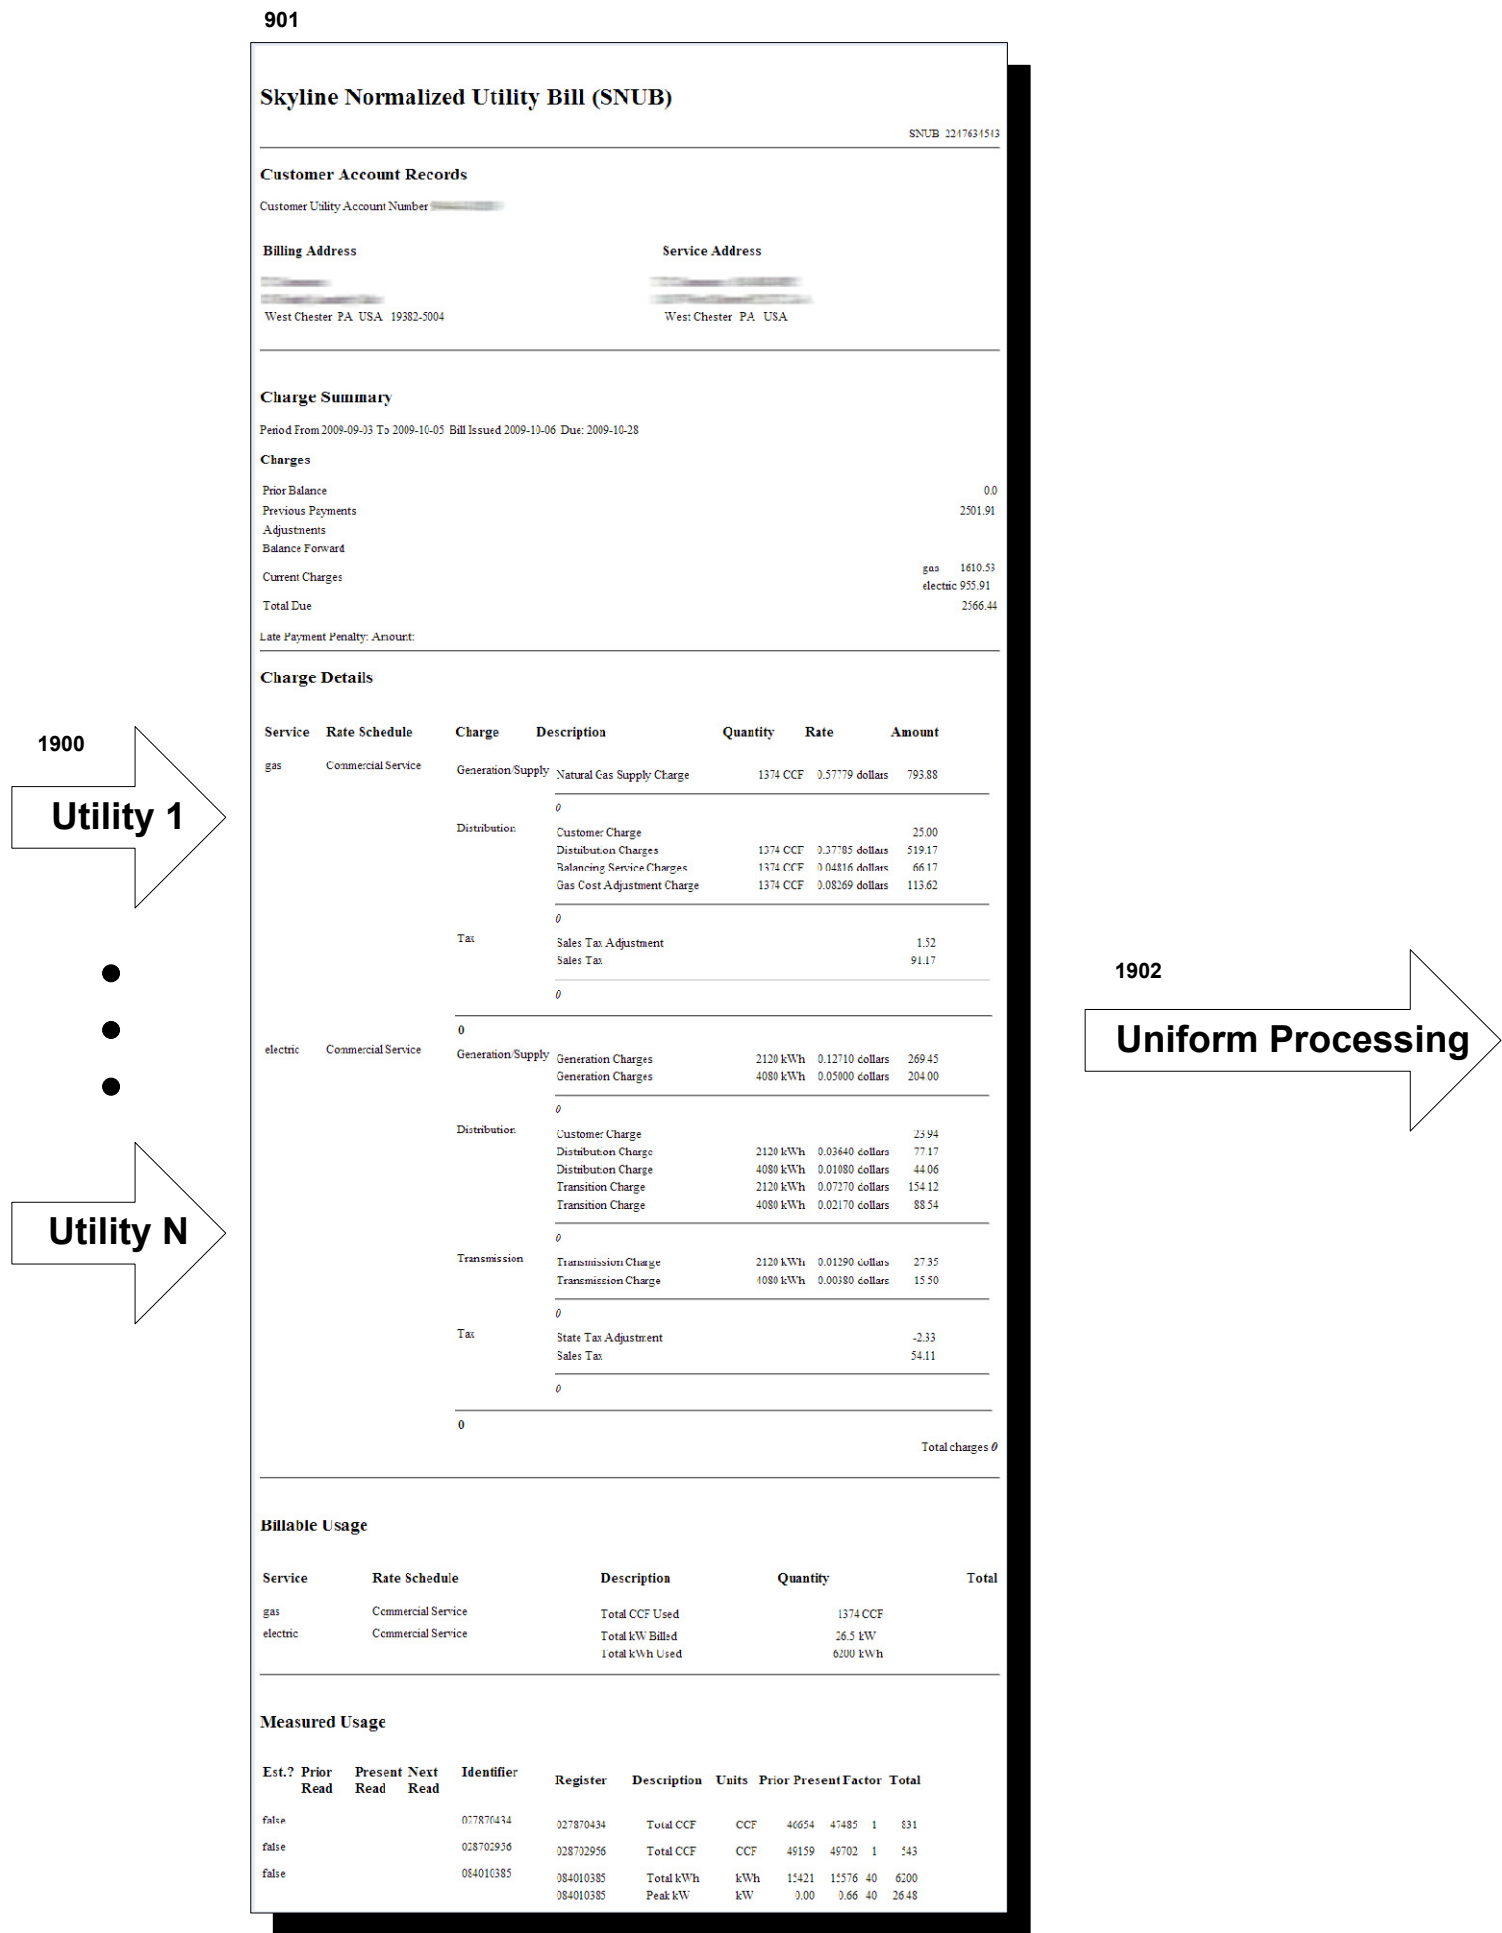 901
Skyline Normalized Utility Bill (SNUB)
SNUB 2247634543
Customer Account Records
Customer Utility Account Number
Billing Address Service Address
West Chester PA USA 19382-5004 West Chester PA USA
Charge Summary
Period From 2009-09-03 To 2009-10-05 Bill Issued 2009-10-06 Due: 2009-10-28
Charges
Prior Balance 0.0
Previous Payments 2501.91
Adjustments
Balance Forward
gas 1610.53
Current Charges
electric 955.91
Total Due 2566.44
Late Payment Penalty: Amount:
Charge Details
Service Rate Schedule Charge Description Quantity Rate Amount
gas Commercial Service Generation/Supply Natural Gas Supply Charge 1374 CCF 0.57779 dollars 793.88
0
Distribution Customer Charge 25.00
Distribution Charges 1374 CCF 0.37785 dollars 519.17
Balancing Service Charges 1374 CCF 0.04816 dollars 66.17
Gas Cost Adjustment Charge 1374 CCF 0.08269 dollars 113.62
0
Tax Sales Tax Adjustment 1.52
Sales Tax 91.17
0
0
electric Commercial Service Generation/Supply Generation Charges 2120 kWh 0.12710 dollars 269.45
Generation Charges 4080 kWh 0.05000 dollars 204.00
0
Distribution Customer Charge 23.94
Distribution Charge 2120 kWh 0.03640 dollars 77.17
Distribution Charge 4080 kWh 0.01080 dollars 44.06
Transition Charge 2120 kWh 0.07270 dollars 154.12
Transition Charge 4080 kWh 0.02170 dollars 88.54
0
Transmission Transmission Charge 2120 kWh 0.01290 dollars 27.35
Transmission Charge 4080 kWh 0.00380 dollars 15.50
0
Tax State Tax Adjustment -2.33
Sales Tax 54.11
0
0
Total charges 0
Billable Usage
Service Rate Schedule Description Quantity Total
gas Commercial Service Total CCF Used 1374 CCF
electric Commercial Service Total kW Billed 26.5 kW
Total kWh Used 6200 kWh
Measured Usage
Est.? Prior Read Present Read Next Read Identifier Register Description Units Prior Present Factor Total
false 027870434 027870434 Total CCF CCF 46654 47485 1 831
false 028702956 028702956 Total CCF CCF 49159 49702 1 543
false 084010385 084010385 Total kWh kWh 15421 15576 40 6200
084010385 Peak kW kW 0.00 0.66 40 26.48
1900
Utility 1
Utility N
1902
Uniform Processing